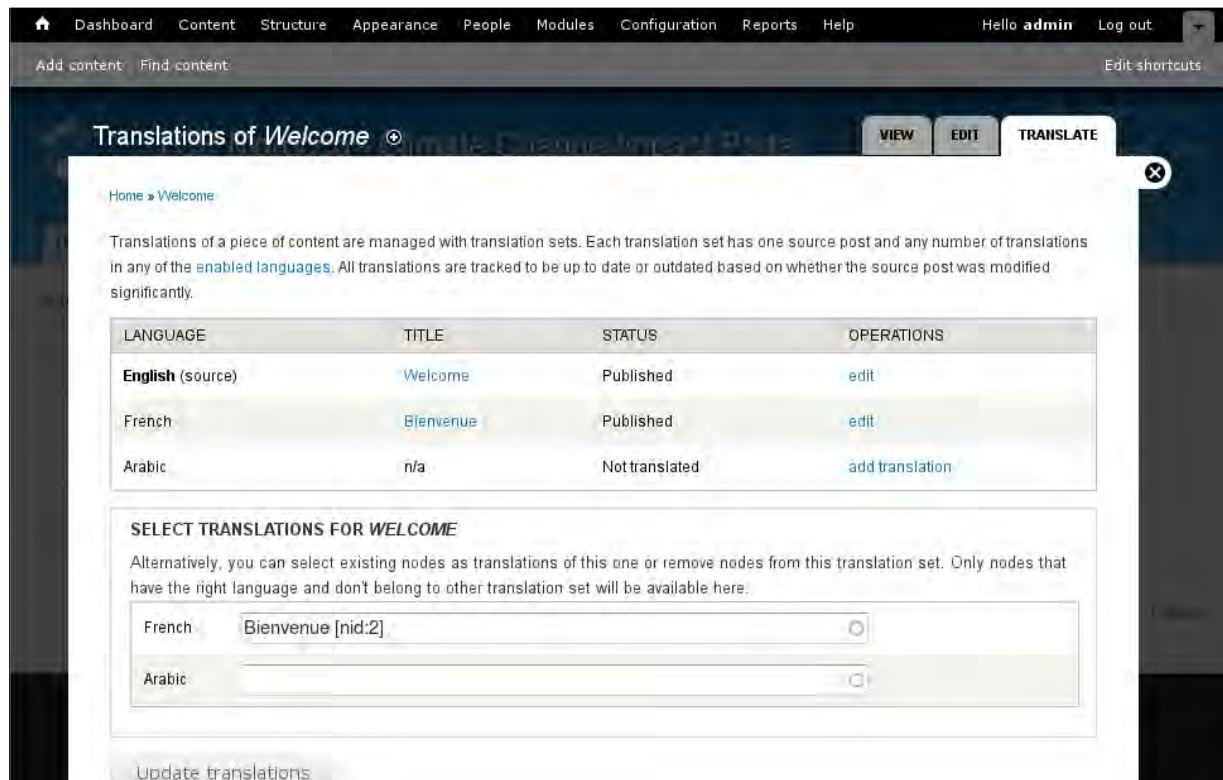 Dashboard Content Structure Appearance People Modules Configuration Reports Help Hello admin Log out
Add content Find content Edit shortcuts
Translations of Welcome VIEW EDIT TRANSLATE
Home » Welcome
Translations of a piece of content are managed with translation sets. Each translation set has one source post and any number of translations
in any of the enabled languages. All translations are tracked to be up to date or outdated based on whether the source post was modified
significantly.
LANGUAGE TITLE STATUS OPERATIONS
English (source) Welcome Published edit
French Bienvenue Published edit
Arabic n/a Not translated add translation
SELECT TRANSLATIONS FOR WELCOME
Alternatively, you can select existing nodes as translations of this one or remove nodes from this translation set. Only nodes that
have the right language and don't belong to other translation set will be available here.
French Bienvenue [nid:2]
Arabic
Update translations